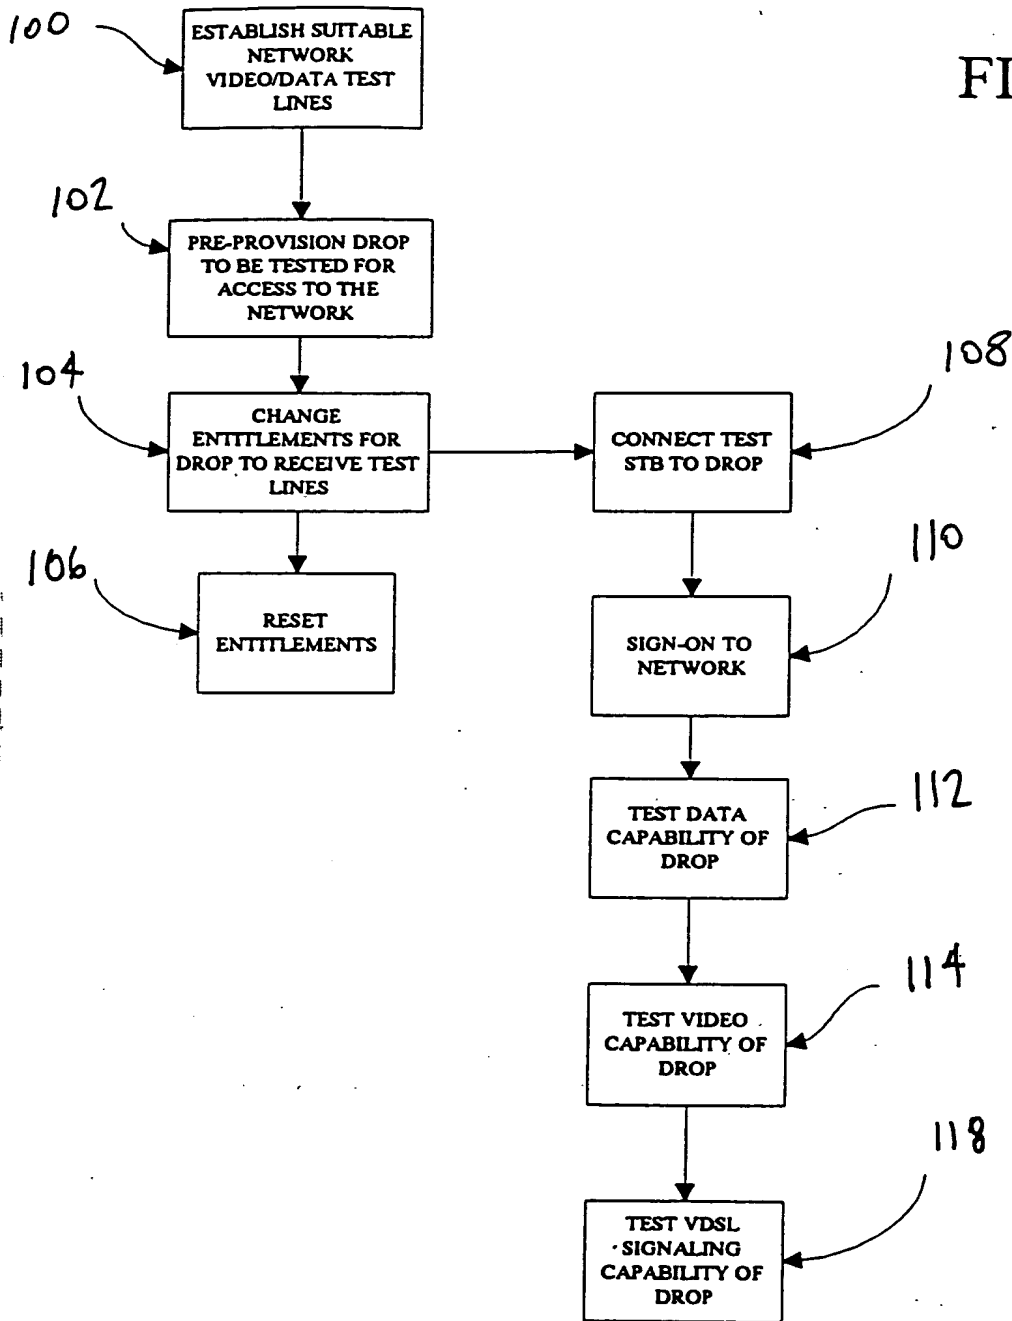 100
ESTABLISH SUITABLE
NETWORK
VIDEO/DATA TEST
LINES
FI
102
PRE-PROVISION DROP
TO BE TESTED FOR
ACCESS TO THE
NETWORK
104
CHANGE
ENTITLEMENTS FOR
DROP TO RECEIVE TEST
LINES
108
CONNECT TEST
STB TO DROP
106
RESET
ENTITLEMENTS
110
SIGN-ON TO
NETWORK
112
TEST DATA
CAPABILITY OF
DROP
114
TEST VIDEO
CAPABILITY OF
DROP
118
TEST VDSL
SIGNALING
CAPABILITY OF
DROP